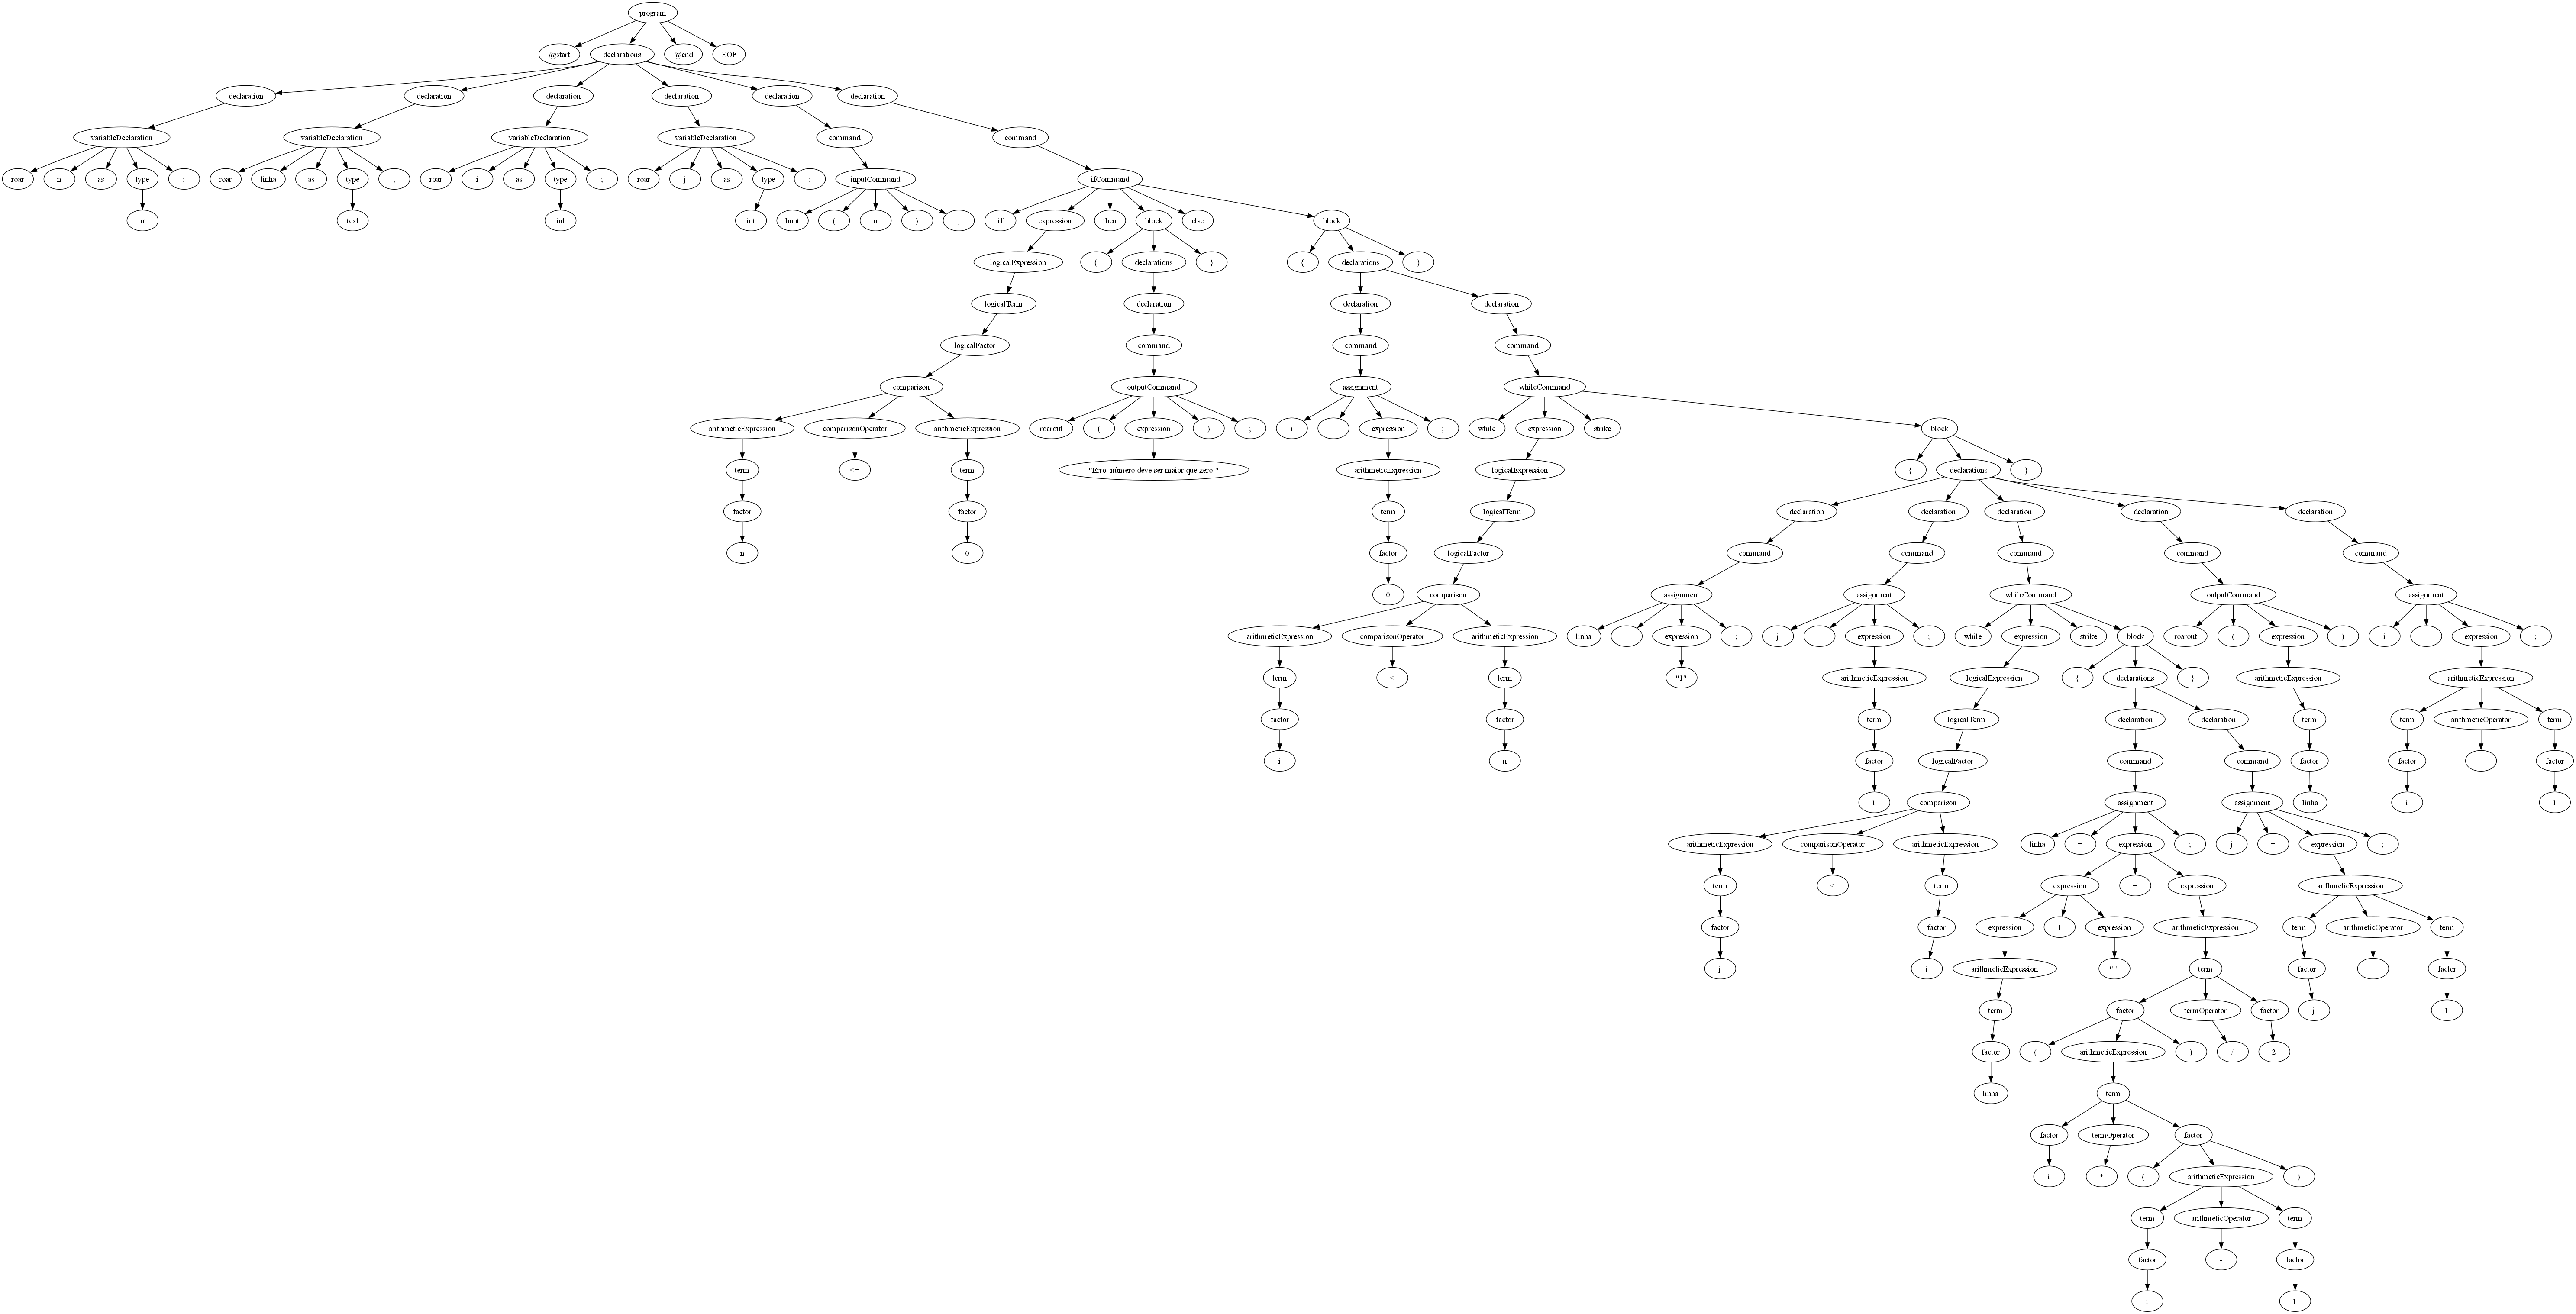 program
@start declarations @end EOF
declaration declaration declaration declaration declaration declaration
variableDeclaration variableDeclaration variableDeclaration variableDeclaration command command
roar n as type ; roar linha as type ; roar i as type ; roar j as type ; inputCommand ifCommand
int text int int hunt ( n ) ; if expression then block else block
logicalExpression { declarations } { declarations }
logicalTerm declaration declaration declaration
logicalFactor command command command
comparison outputCommand assignment whileCommand
arithmeticExpression comparisonOperator arithmeticExpression roarout ( expression ) ; i = expression ; while expression strike block
term <= term "Erro: número deve ser maior que zero!" arithmeticExpression logicalExpression { declarations }
factor factor term logicalTerm declaration declaration declaration declaration declaration
n 0 factor logicalFactor command command command command command
0 comparison assignment assignment whileCommand outputCommand assignment
arithmeticExpression comparisonOperator arithmeticExpression linha = expression ; j = expression ; while expression strike block roarout ( expression ) i = expression ;
term < term "1" arithmeticExpression logicalExpression { declarations } arithmeticExpression arithmeticExpression
factor factor term logicalTerm declaration declaration term term arithmeticOperator term
i n factor logicalFactor command command factor factor + factor
1 comparison assignment assignment linha i 1
arithmeticExpression comparisonOperator arithmeticExpression linha = expression ; j = expression ;
term < term expression + expression arithmeticExpression
factor factor expression + expression arithmeticExpression term arithmeticOperator term
j i arithmeticExpression " " term factor + factor
term factor termOperator factor j 1
factor ( arithmeticExpression ) / 2
linha term
factor termOperator factor
i * ( arithmeticExpression )
term arithmeticOperator term
factor - factor
i 1